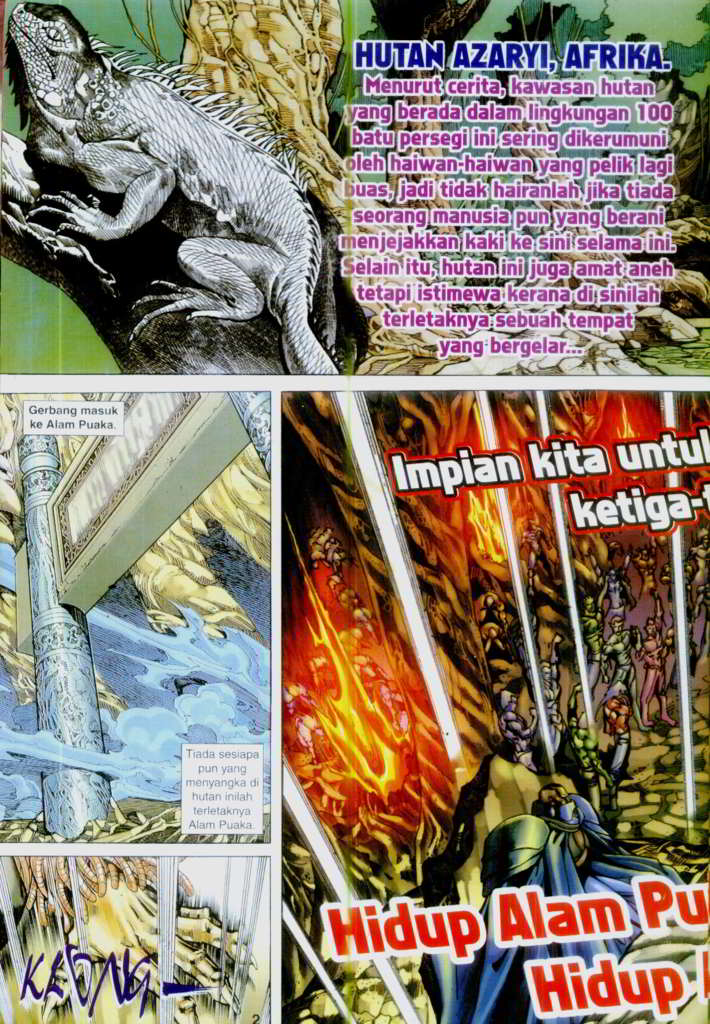 HUTAN AZARYI, AFRIKA.
Menurut cerita, kawasan hutan
yang berada dalam lingkungan 100
batu persegi ini sering dikerumuni
oleh haiwan-haiwan yang pelik lagi
buas, jadi tidak hairanlah jika tiada
seorang manusia pun yang berani
menjejakkan kaki ke sini selama ini.
Selain itu, hutan ini juga amat aneh
tetapi istimewa kerana di sinilah
terletaknya sebuah tempat
yang bergelar...
Gerbang masuk
ke Alam Puaka.
Tiada sesiapa
pun yang
menyangka di
hutan inilah
terletaknya
Alam Puaka.
Impian kita untu
ketiga-
Hidup Alam Pu
Hidup
KLONG
2